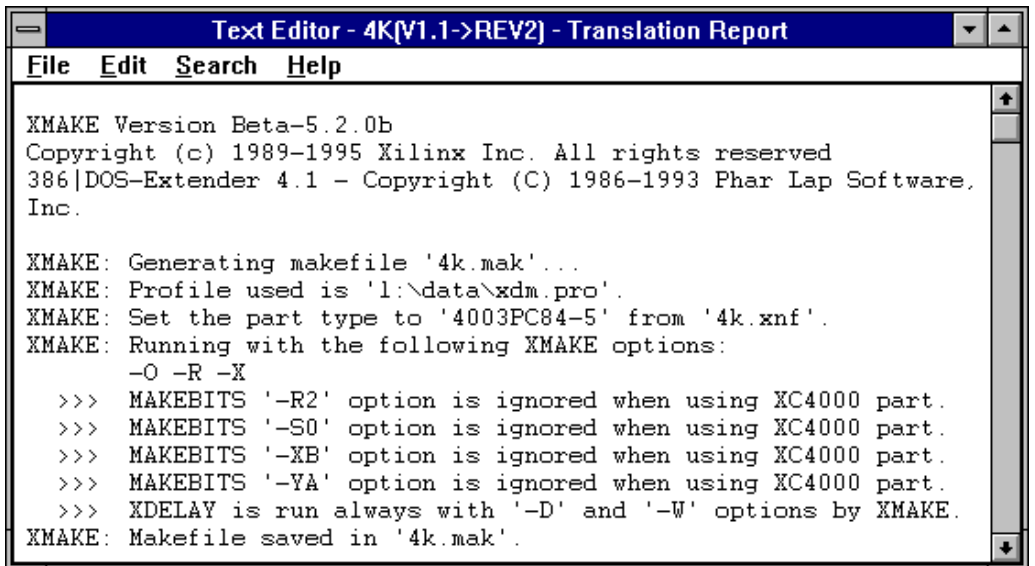 Text Editor - 4K(V1.1->REV2) - Translation Report
File Edit Search Help
XMAKE Version Beta-5.2.0b
Copyright (c) 1989-1995 Xilinx Inc. All rights reserved
386|DOS-Extender 4.1 - Copyright (C) 1986-1993 Phar Lap Software,
Inc.
XMAKE: Generating makefile '4k.mak'...
XMAKE: Profile used is 'l:\data\xdm.pro'.
XMAKE: Set the part type to '4003PC84-5' from '4k.xnf'.
XMAKE: Running with the following XMAKE options:
-O -R -X
>>> MAKEBITS '-R2' option is ignored when using XC4000 part.
>>> MAKEBITS '-S0' option is ignored when using XC4000 part.
>>> MAKEBITS '-XB' option is ignored when using XC4000 part.
>>> MAKEBITS '-YA' option is ignored when using XC4000 part.
>>> XDELAY is run always with '-D' and '-W' options by XMAKE.
XMAKE: Makefile saved in '4k.mak'.